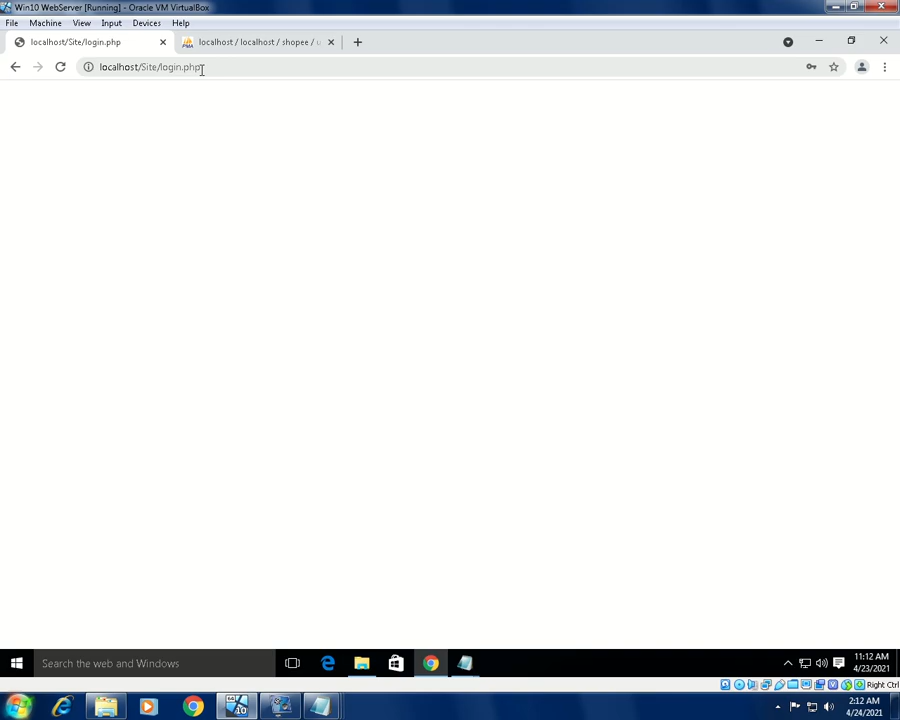 Win10 WebServer [Running] - Oracle VM VirtualBox
File Machine View Input Devices Help
localhost/Site/login.php
localhost / localhost / shopee / u
localhost/Site/login.php
Search the web and Windows
11:12 AM
4/23/2021
Right Ctrl
2:12 AM
4/24/2021